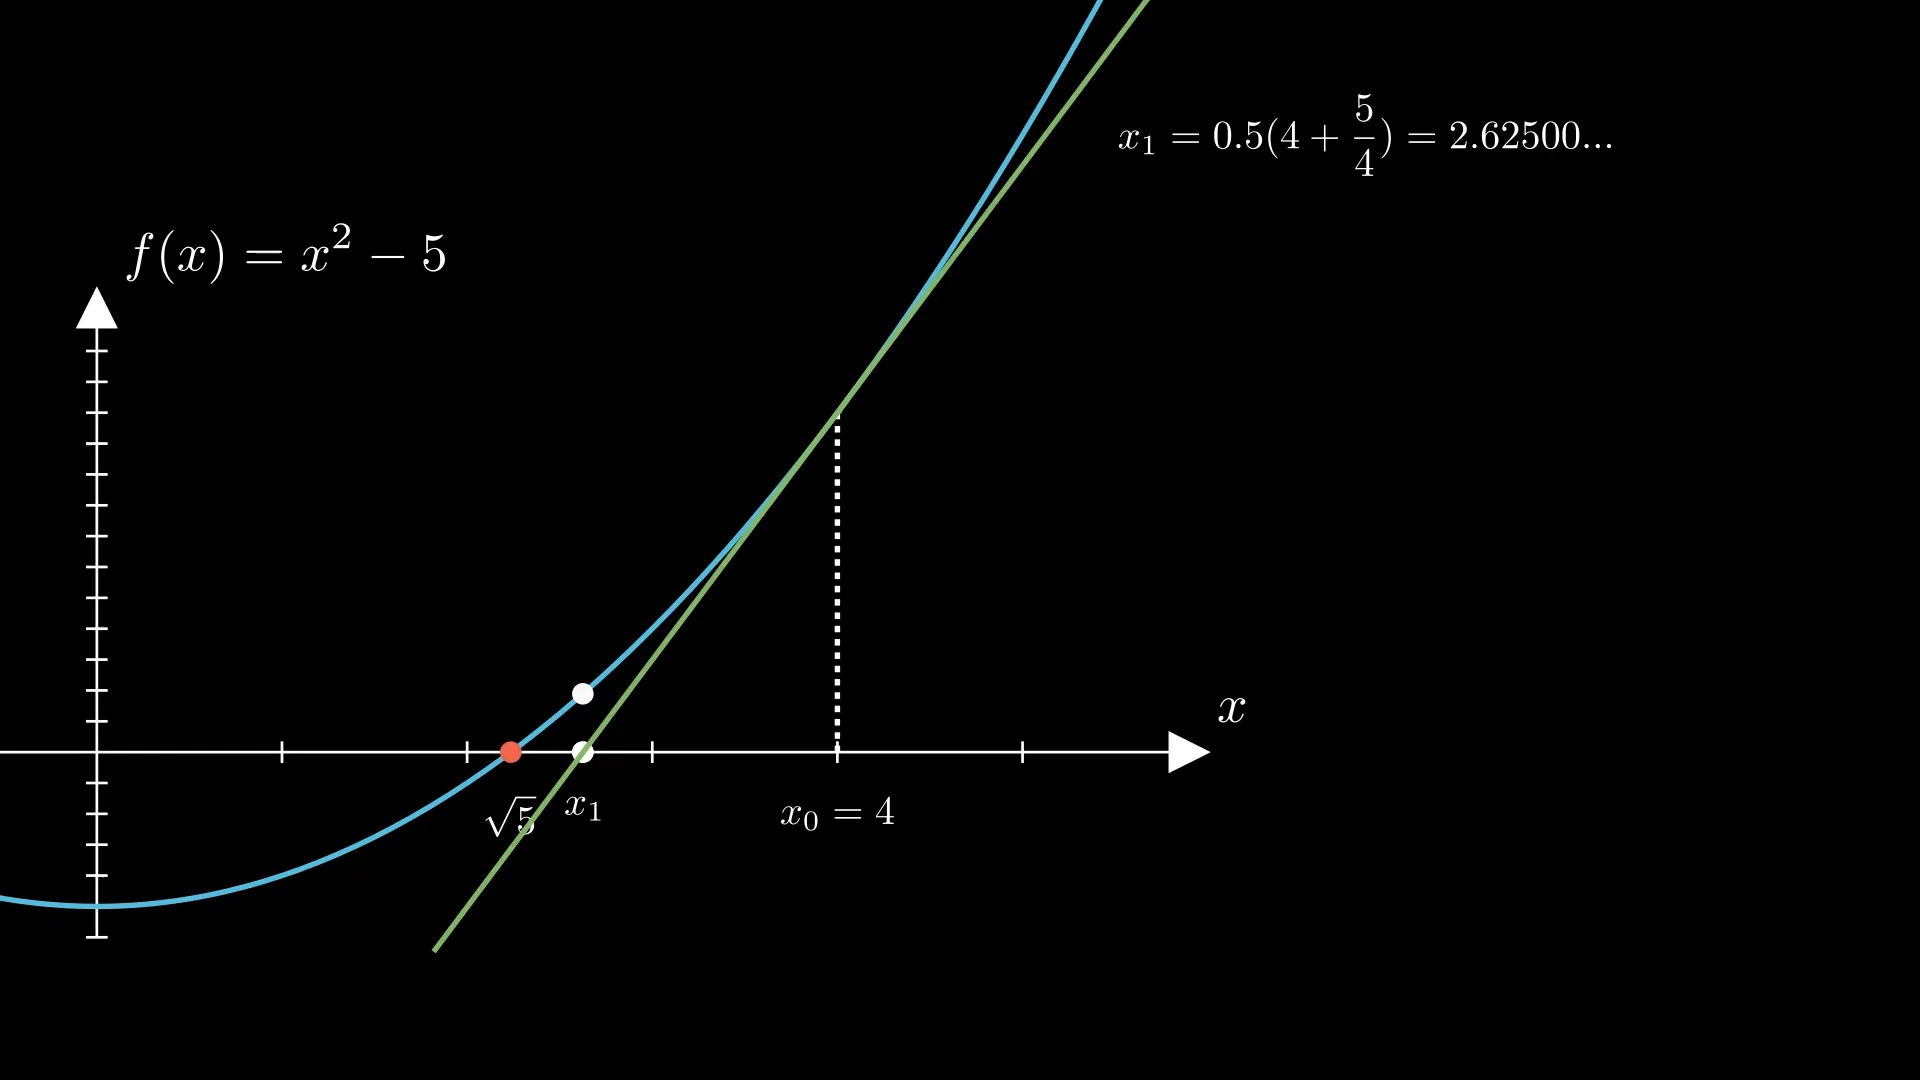 x₁ = 0.5(4 + 5/4) = 2.62500...
f(x) = x² − 5
x
√5 x₁ x₀ = 4